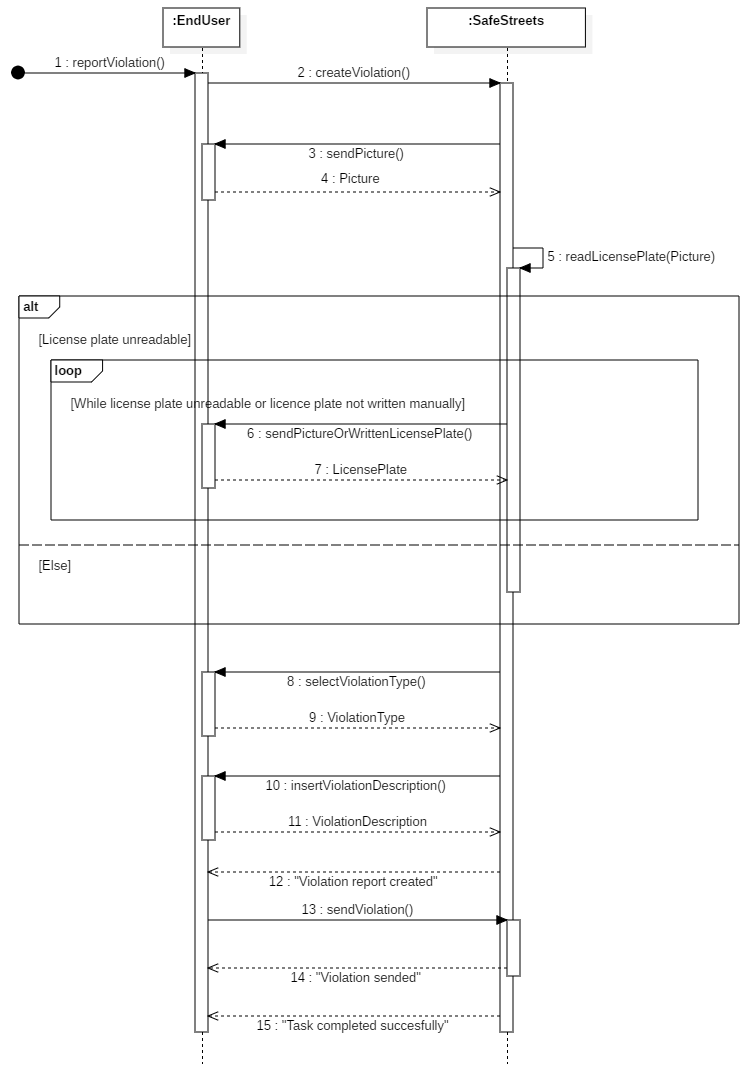 :EndUser
:SafeStreets
1 : reportViolation()
2 : createViolation()
3 : sendPicture()
4 : Picture
5 : readLicensePlate(Picture)
alt
[License plate unreadable]
loop
[While license plate unreadable or licence plate not written manually]
6 : sendPictureOrWrittenLicensePlate()
7 : LicensePlate
[Else]
8 : selectViolationType()
9 : ViolationType
10 : insertViolationDescription()
11 : ViolationDescription
12 : "Violation report created"
13 : sendViolation()
14 : "Violation sended"
15 : "Task completed succesfully"